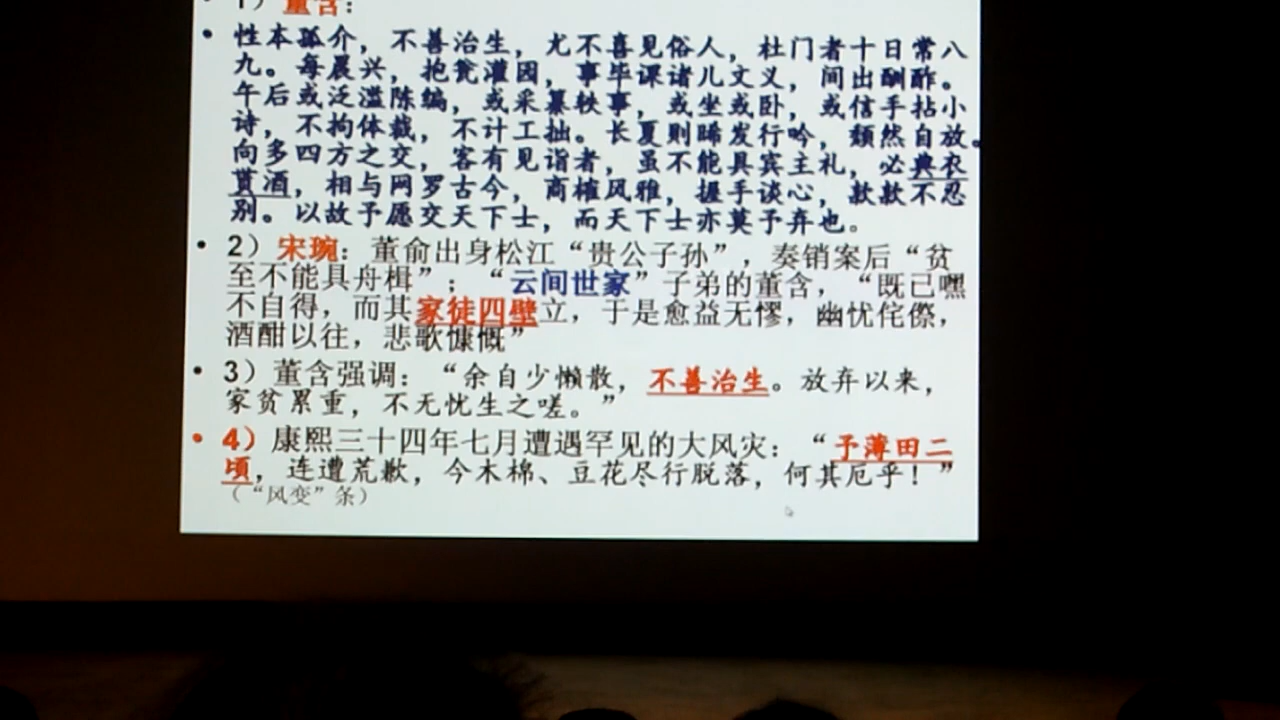 1）董含：
性本孤介，不善治生，尤不喜见俗人，杜门者十日常八
九。每晨兴，抱瓮灌园，事毕课诸儿文义，间出酬酢。
午后或泛滥陈编，或采纂轶事，或坐或卧，或信手拈小
诗，不拘体裁，不计工拙。长夏则晞发行吟，颓然自放。
向多四方之交，客有见诣者，虽不能具宾主礼，必典衣
贳酒，相与网罗古今，商榷风雅，握手谈心，款款不忍
别。以故予愿交天下士，而天下士亦莫予弃也。
2）宋琬：董俞出身松江“贵公子孙”，奏销案后“贫
至不能具舟楫”；“云间世家”子弟的董含，“既已嘿
不自得，而其家徒四壁立，于是愈益无憀，幽忧侘傺，
酒酣以往，悲歌慷慨”
3）董含强调：“余自少懒散，不善治生。放弃以来，
家贫累重，不无忧生之嗟。”
4）康熙三十四年七月遭遇罕见的大风灾：“予薄田二
顷，连遭荒歉，今木棉、豆花尽行脱落，何其厄乎！”
（“风变”条）